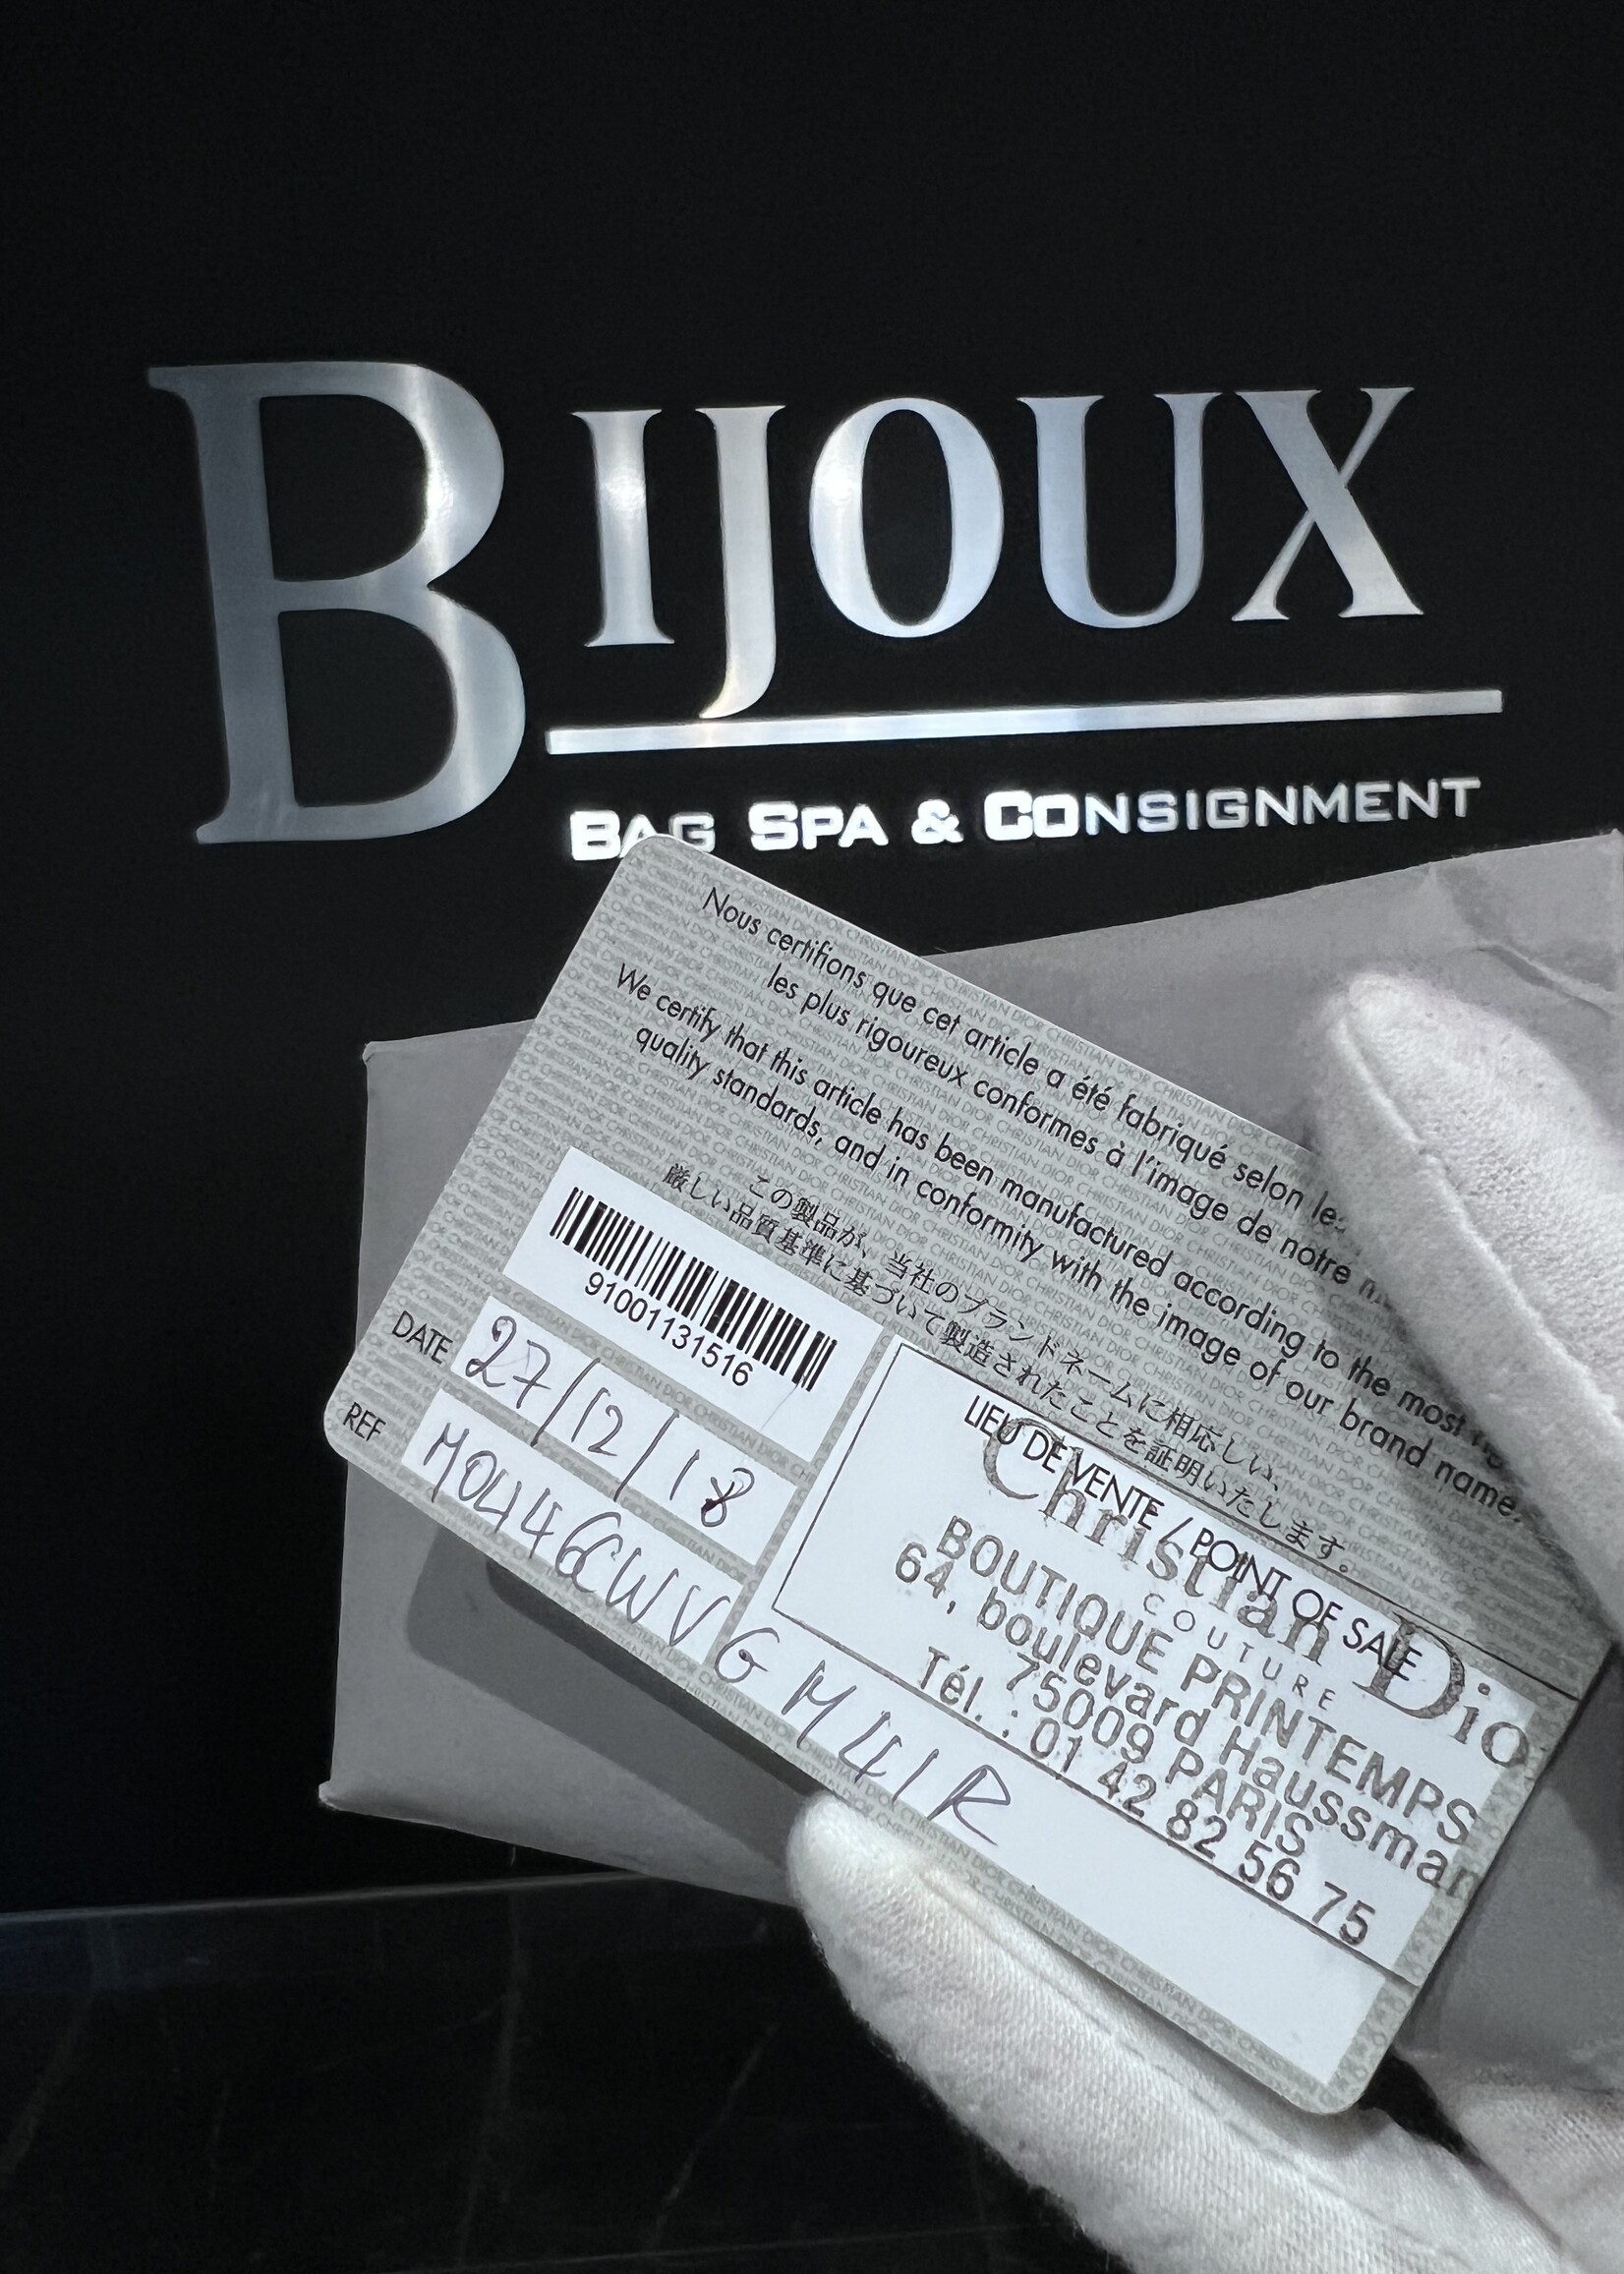 BIJOUX
BAG SPA & CONSIGNMENT
Nous certifions que cet article a été fabriqué selon les
les plus rigoureux conformes à l'image de notre
We certify that this article has been manufactured according to the most
quality standards, and in conformity with the image of our brand name.
この製品が、当社のブランドネームに相応しい、
厳しい品質基準に基づいて製造されたことを証明いたします。
91001131516
DATE 27/12/18
REF M0446CWVG M41R
LIEU DE VENTE / POINT OF SALE
Christian Dio
COUTURE
BOUTIQUE PRINTEMPS
64, boulevard Haussman
75009 PARIS
Tél. : 01 42 82 56 75